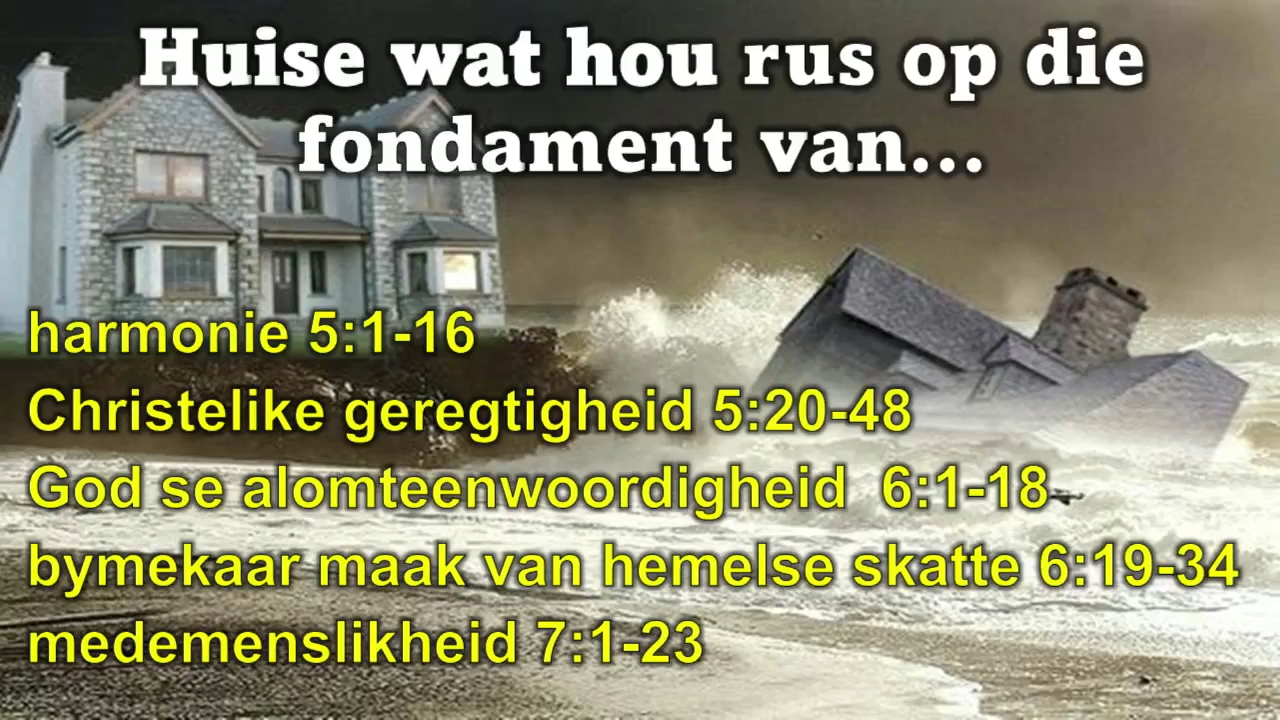 Huise wat hou rus op die
fondament van...
harmonie 5:1-16
Christelike geregtigheid 5:20-48
God se alomteenwoordigheid 6:1-18
bymekaar maak van hemelse skatte 6:19-34
medemenslikheid 7:1-23